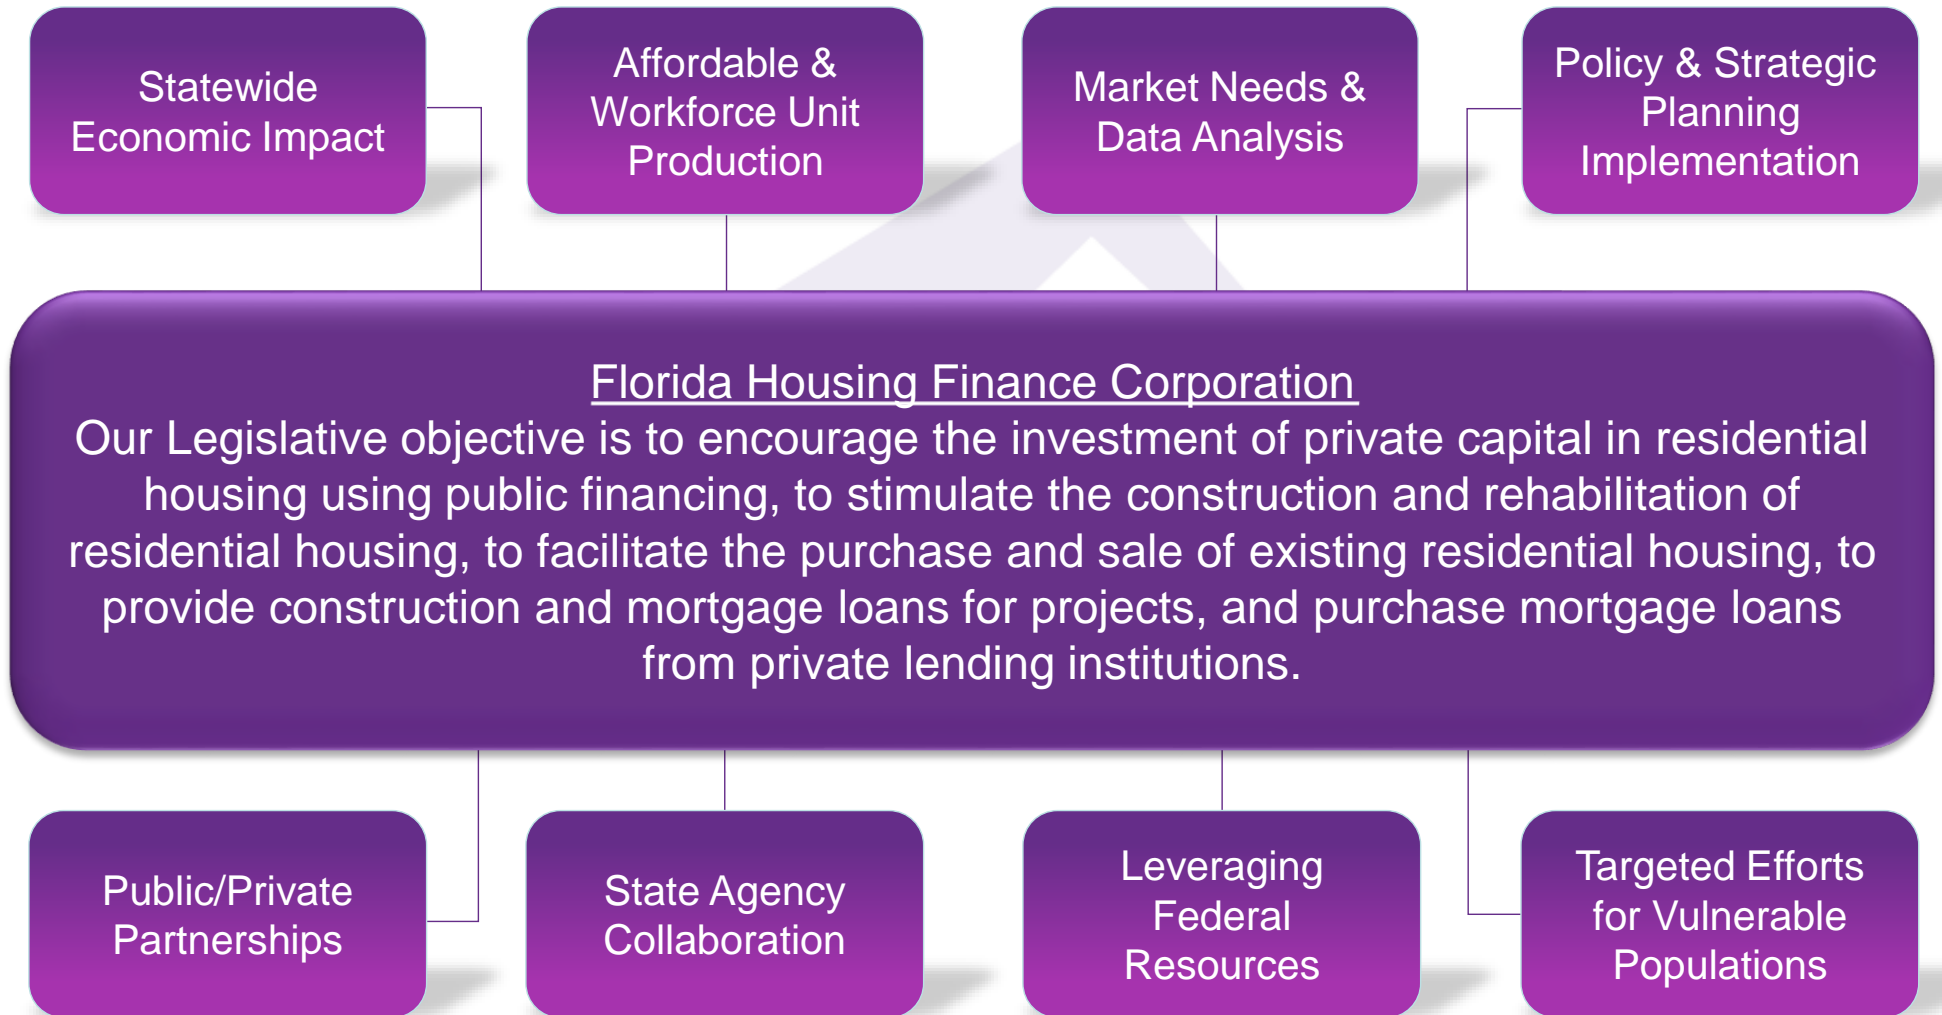 Statewide
Economic Impact
Affordable &
Workforce Unit
Production
Market Needs &
Data Analysis
Policy & Strategic
Planning
Implementation
Florida Housing Finance Corporation
Our Legislative objective is to encourage the investment of private capital in residential
housing using public financing, to stimulate the construction and rehabilitation of
residential housing, to facilitate the purchase and sale of existing residential housing, to
provide construction and mortgage loans for projects, and purchase mortgage loans
from private lending institutions.
Public/Private
Partnerships
State Agency
Collaboration
Leveraging
Federal
Resources
Targeted Efforts
for Vulnerable
Populations